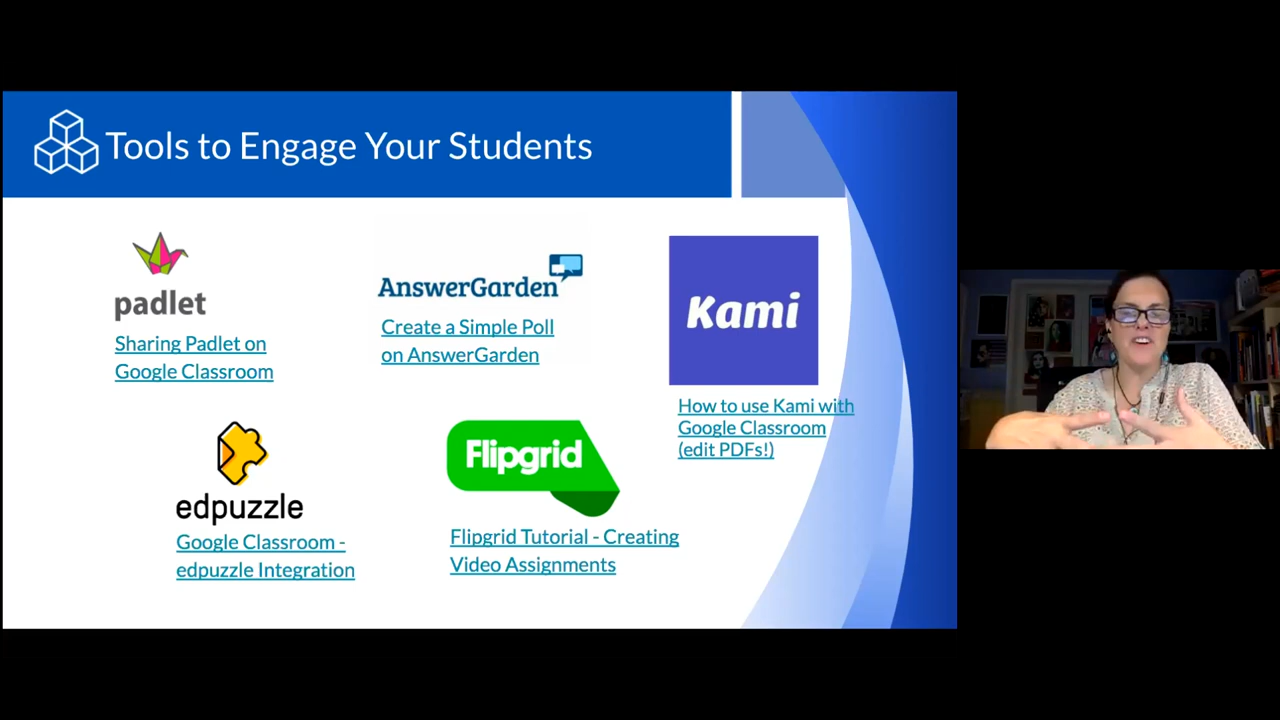 Tools to Engage Your Students
padlet
Sharing Padlet on
Google Classroom
AnswerGarden
Create a Simple Poll
on AnswerGarden
Kami
How to use Kami with
Google Classroom
(edit PDFs!)
edpuzzle
Google Classroom -
edpuzzle Integration
Flipgrid
Flipgrid Tutorial - Creating
Video Assignments